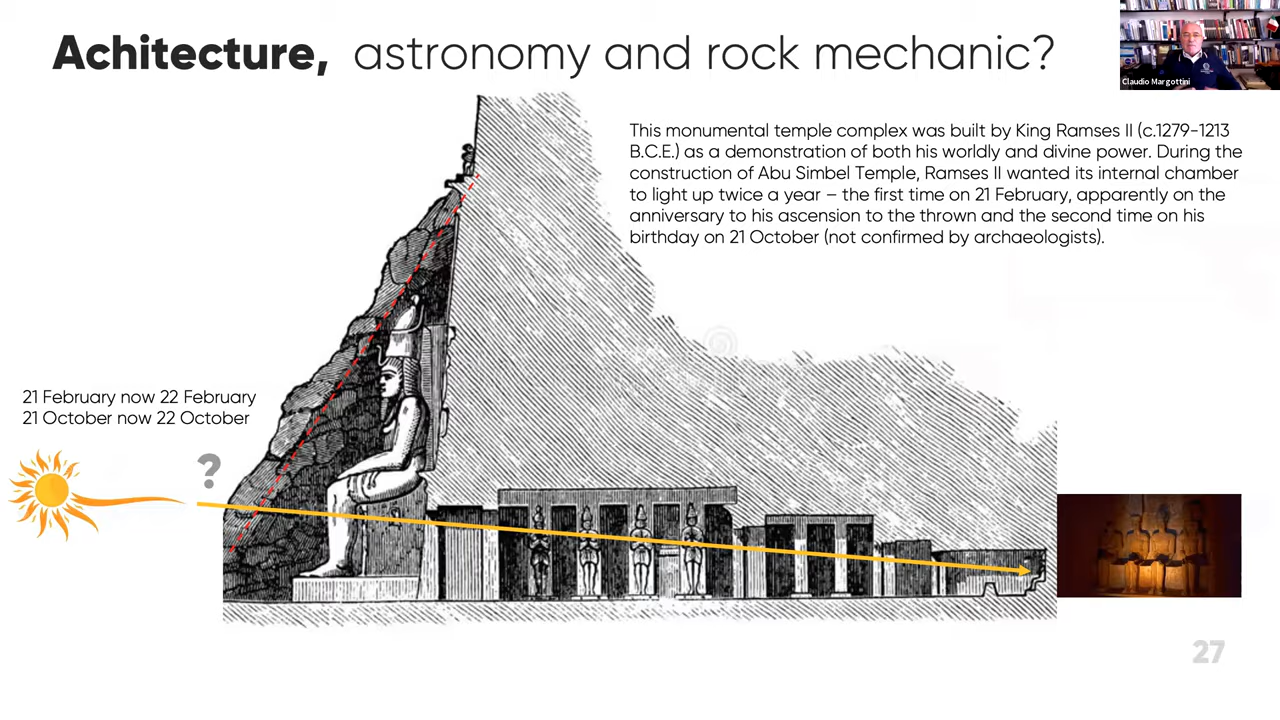 Achitecture, astronomy and rock mechanic?
Claudio Margottini
This monumental temple complex was built by King Ramses II (c.1279-1213
B.C.E.) as a demonstration of both his worldly and divine power. During the
construction of Abu Simbel Temple, Ramses II wanted its internal chamber
to light up twice a year – the first time on 21 February, apparently on the
anniversary to his ascension to the thrown and the second time on his
birthday on 21 October (not confirmed by archaeologists).
21 February now 22 February
21 October now 22 October
?
27